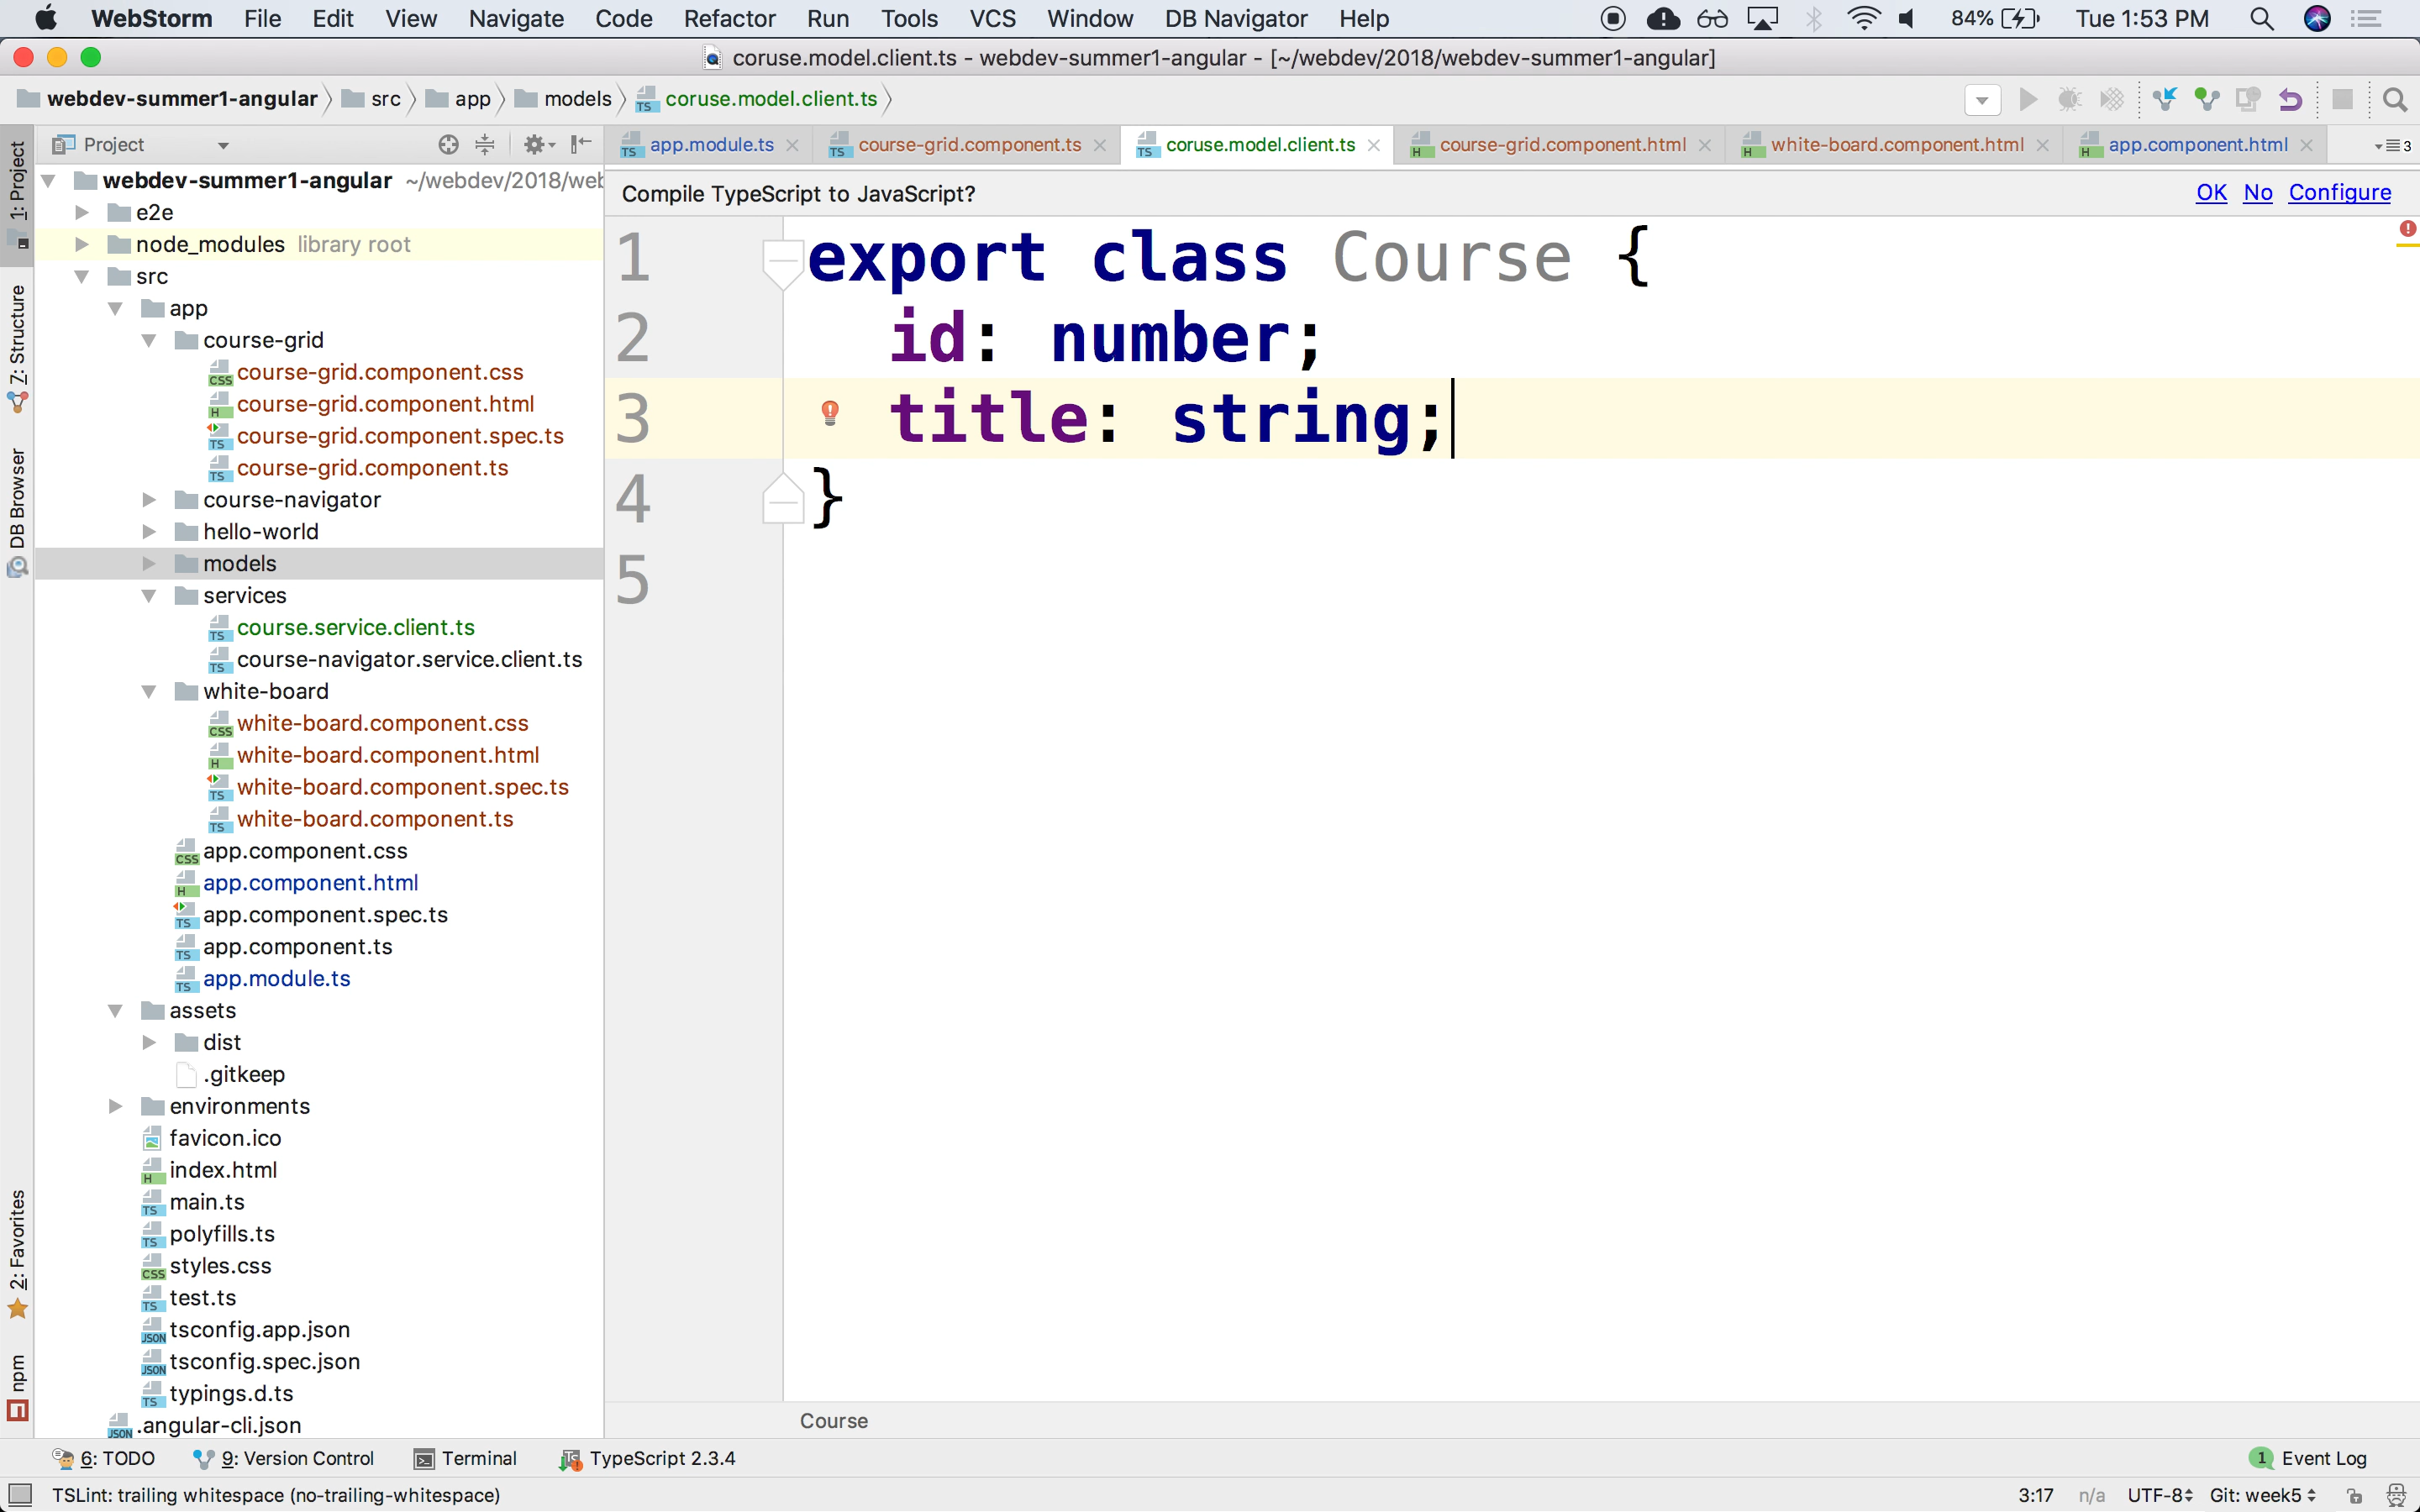 WebStorm File Edit View Navigate Code Refactor Run Tools VCS Window DB Navigator Help 84% Tue 1:53 PM
coruse.model.client.ts - webdev-summer1-angular - [~/webdev/2018/webdev-summer1-angular]
webdev-summer1-angular src app models coruse.model.client.ts
Project
app.module.ts course-grid.component.ts coruse.model.client.ts course-grid.component.html white-board.component.html app.component.html 3
1: Project
7: Structure
DB Browser
2: Favorites
npm
webdev-summer1-angular ~/webdev/2018/web
e2e
node_modules library root
src
app
course-grid
course-grid.component.css
course-grid.component.html
course-grid.component.spec.ts
course-grid.component.ts
course-navigator
hello-world
models
services
course.service.client.ts
course-navigator.service.client.ts
white-board
white-board.component.css
white-board.component.html
white-board.component.spec.ts
white-board.component.ts
app.component.css
app.component.html
app.component.spec.ts
app.component.ts
app.module.ts
assets
dist
.gitkeep
environments
favicon.ico
index.html
main.ts
polyfills.ts
styles.css
test.ts
tsconfig.app.json
tsconfig.spec.json
typings.d.ts
.angular-cli.json
Compile TypeScript to JavaScript? OK No Configure
1 export class Course {
2 id: number;
3 title: string;
4 }
5
Course
6: TODO 9: Version Control Terminal TypeScript 2.3.4 1 Event Log
TSLint: trailing whitespace (no-trailing-whitespace) 3:17 n/a UTF-8 Git: week5